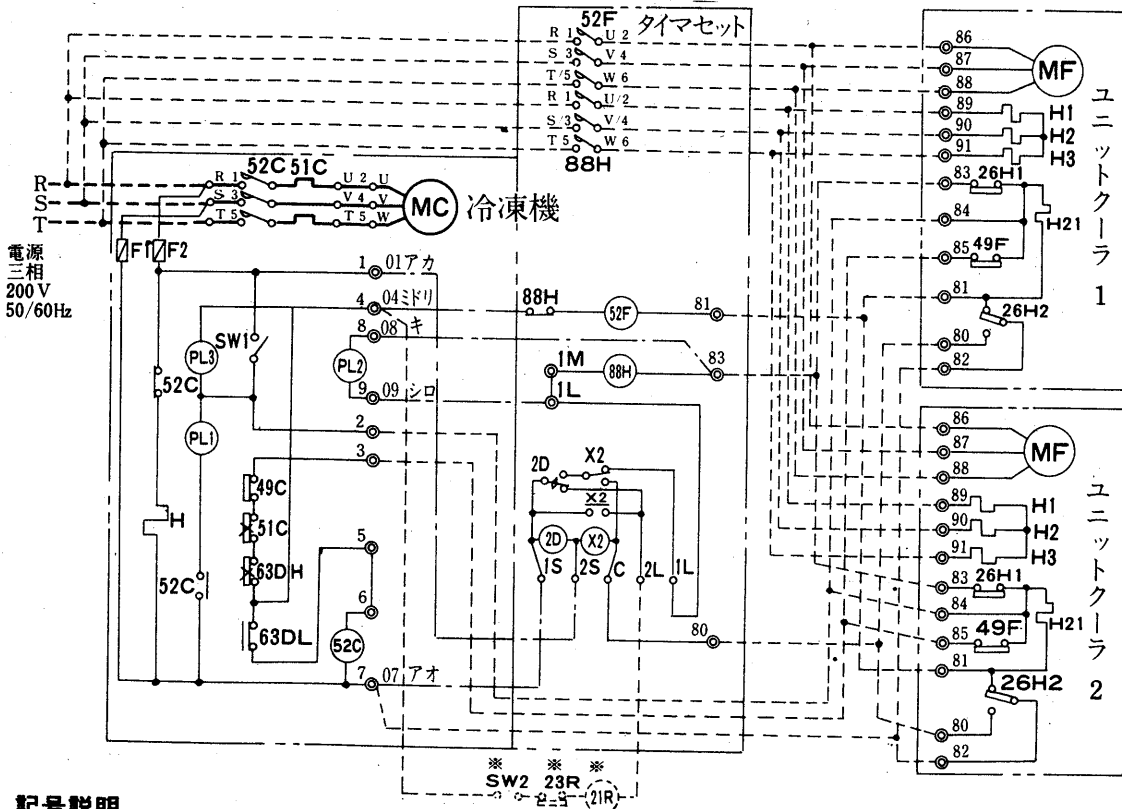 52F タイマセット
R 1 U 2
S 3 V 4
T/5 W 6
R 1 U/2
S/3 V/4
T 5 W 6
88H
52C 51C
R R 1 U 2 U
S S 3 V 4 V
T T 5 T 5 W
MC 冷凍機
電源
三相
200 V
50/60Hz
F1 F2
1 01アカ
4 04ミドリ
8 08 キ
9 09 シロ
2
3
5
6
7 07 アオ
SW1
PL3
PL2
PL1
52C
H
52C
49C
51C
63DH
63DL
52C
88H 52F 81
1M 88H 83
1L
2D X2
X2
2D X2
1S 2S C 2L 1L
80
※ ※ ※
SW2 23R 21R
ユニットクーラ 1
86
87 MF
88
89 H1
90 H2
91 H3
83 26H1
84 H21
85 49F
81
26H2
80
82
ユニットクーラ 2
86
87 MF
88
89 H1
90 H2
91 H3
83 26H1
84 H21
85 49F
81
26H2
80
82
記号説明